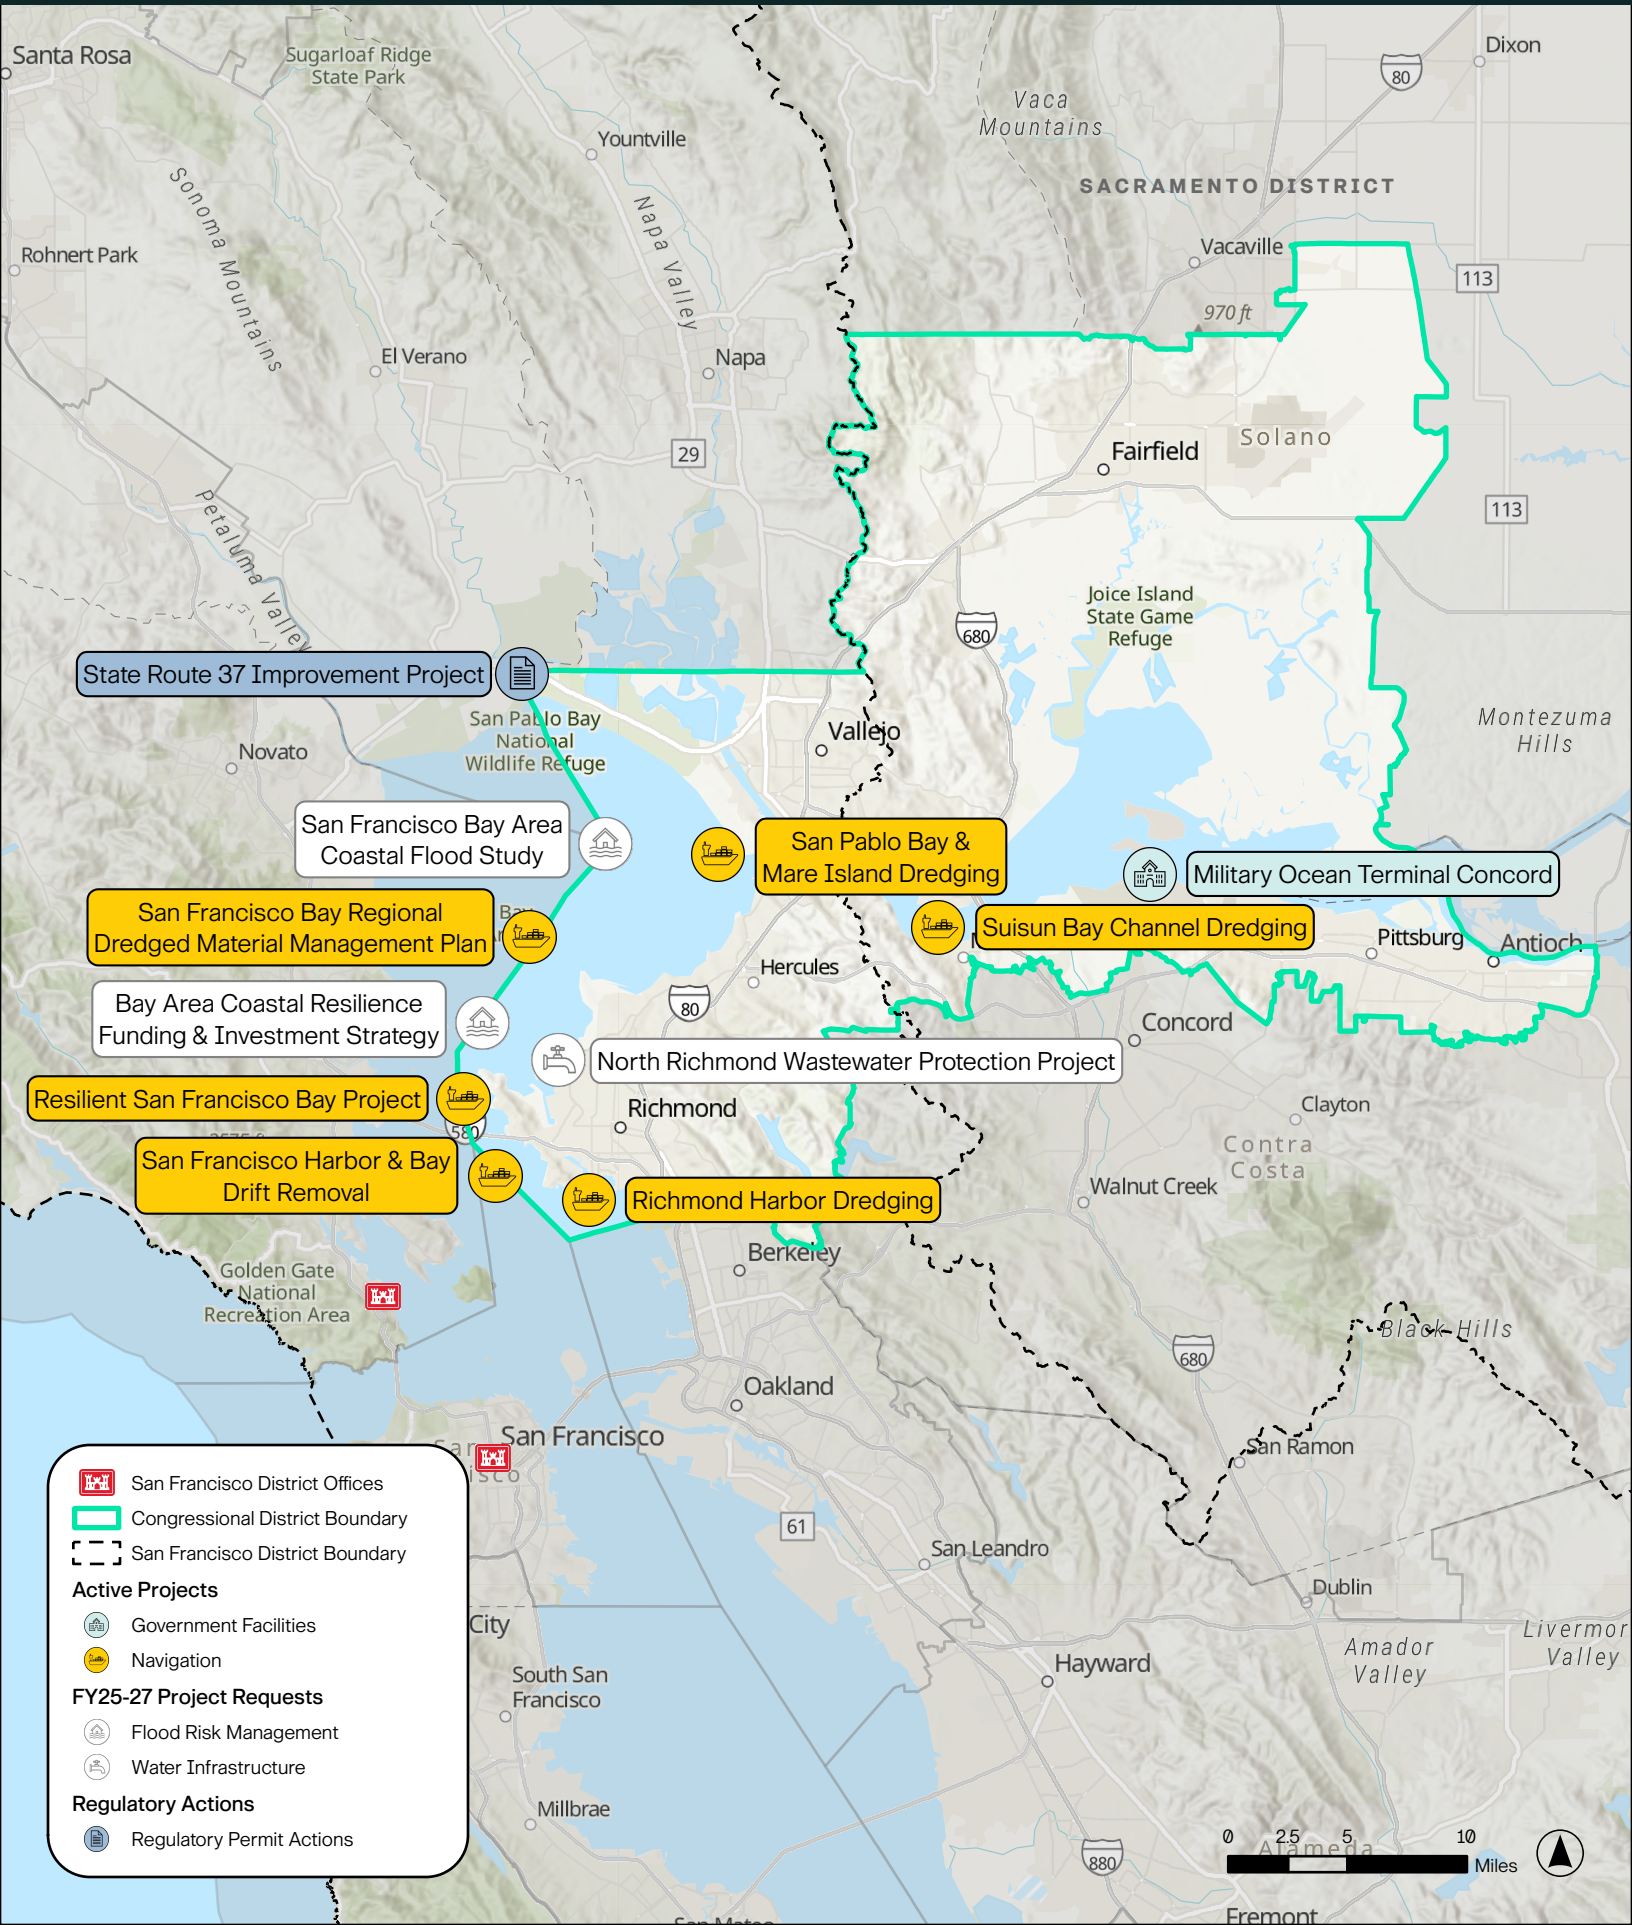 Santa Rosa
Sugarloaf Ridge
State Park
Dixon
80
Vaca
Mountains
Yountville
SACRAMENTO DISTRICT
Sonoma Mountains
Napa Valley
Rohnert Park
Vacaville
113
970 ft
El Verano
Napa
29
Fairfield
Solano
113
Petaluma Valley
Joice Island
State Game
Refuge
680
State Route 37 Improvement Project
San Pablo Bay
National
Wildlife Refuge
Vallejo
Montezuma
Hills
Novato
San Francisco Bay Area
Coastal Flood Study
San Pablo Bay &
Mare Island Dredging
Military Ocean Terminal Concord
San Francisco Bay Regional
Dredged Material Management Plan
Bay
Suisun Bay Channel Dredging
Pittsburg
Antioch
Hercules
80
Bay Area Coastal Resilience
Funding & Investment Strategy
Concord
North Richmond Wastewater Protection Project
Resilient San Francisco Bay Project
Richmond
Clayton
580
Contra
Costa
San Francisco Harbor & Bay
Drift Removal
Richmond Harbor Dredging
Walnut Creek
Berkeley
Golden Gate
National
Recreation Area
Black Hills
680
Oakland
San Francisco
San
isco
San Ramon
61
San Leandro
Dublin
City
Livermor
Valley
Amador
Valley
Hayward
South San
Francisco
Millbrae
880
Alameda
Fremont
San Mateo
San Francisco District Offices
Congressional District Boundary
San Francisco District Boundary
Active Projects
Government Facilities
Navigation
FY25-27 Project Requests
Flood Risk Management
Water Infrastructure
Regulatory Actions
Regulatory Permit Actions
0 2.5 5 10
Miles